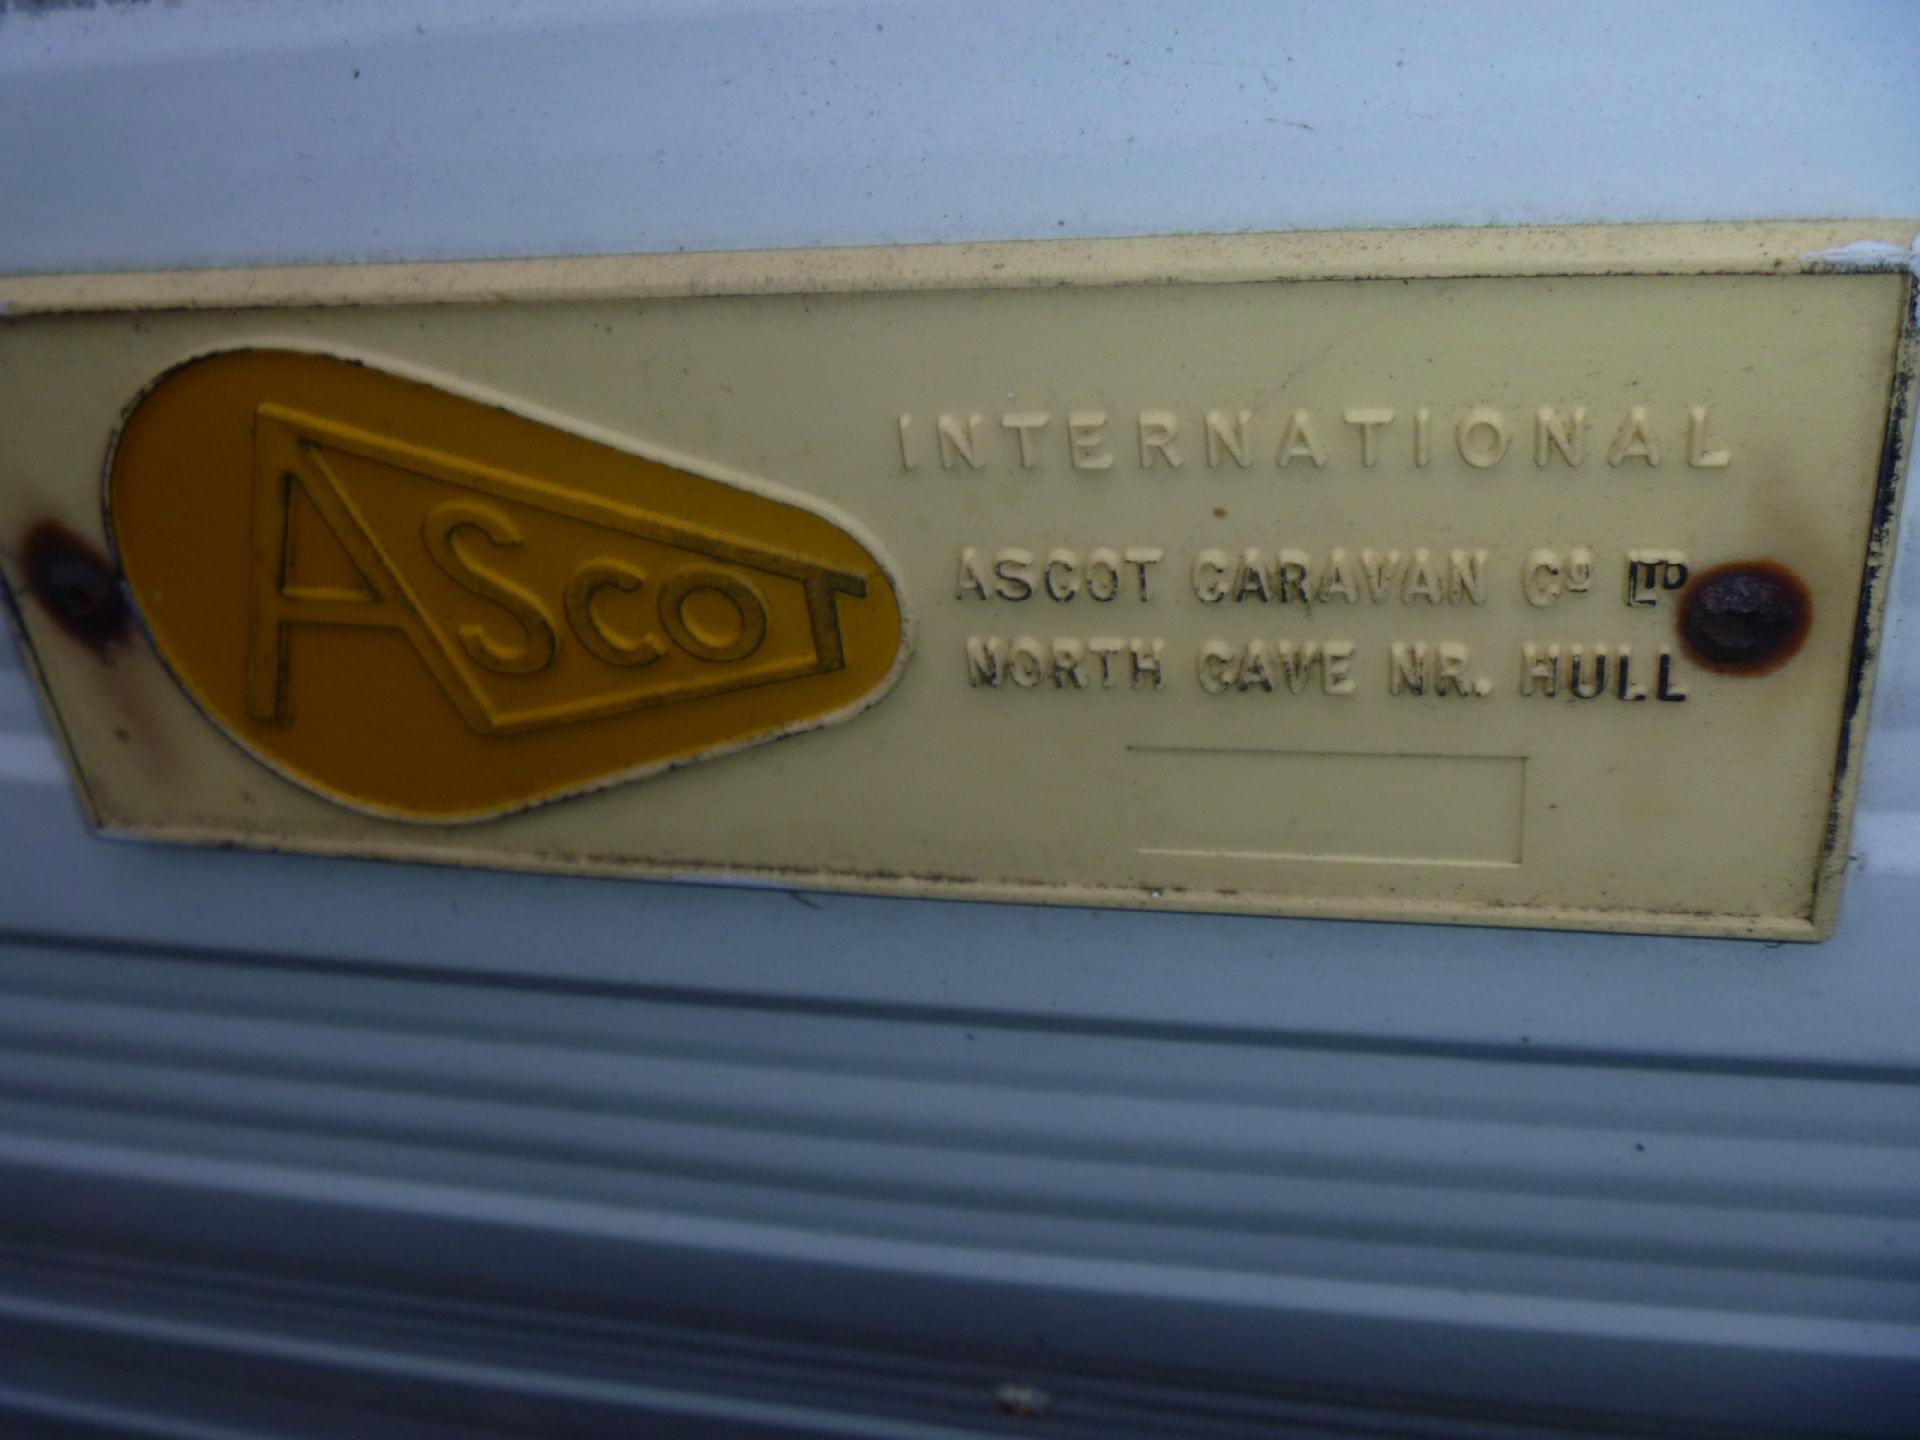 ASCOT
INTERNATIONAL
ASCOT CARAVAN Co LTD
NORTH CAVE NR. HULL